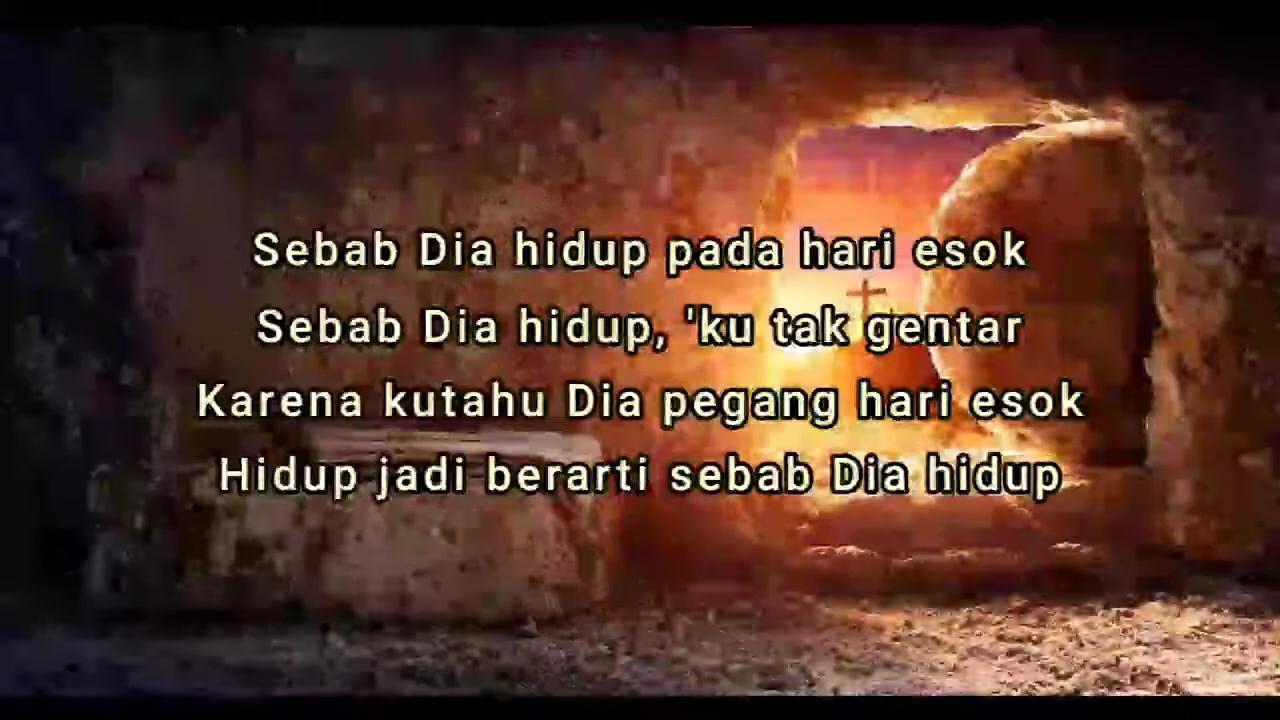 Sebab Dia hidup pada hari esok
Sebab Dia hidup, 'ku tak gentar
Karena kutahu Dia pegang hari esok
Hidup jadi berarti sebab Dia hidup